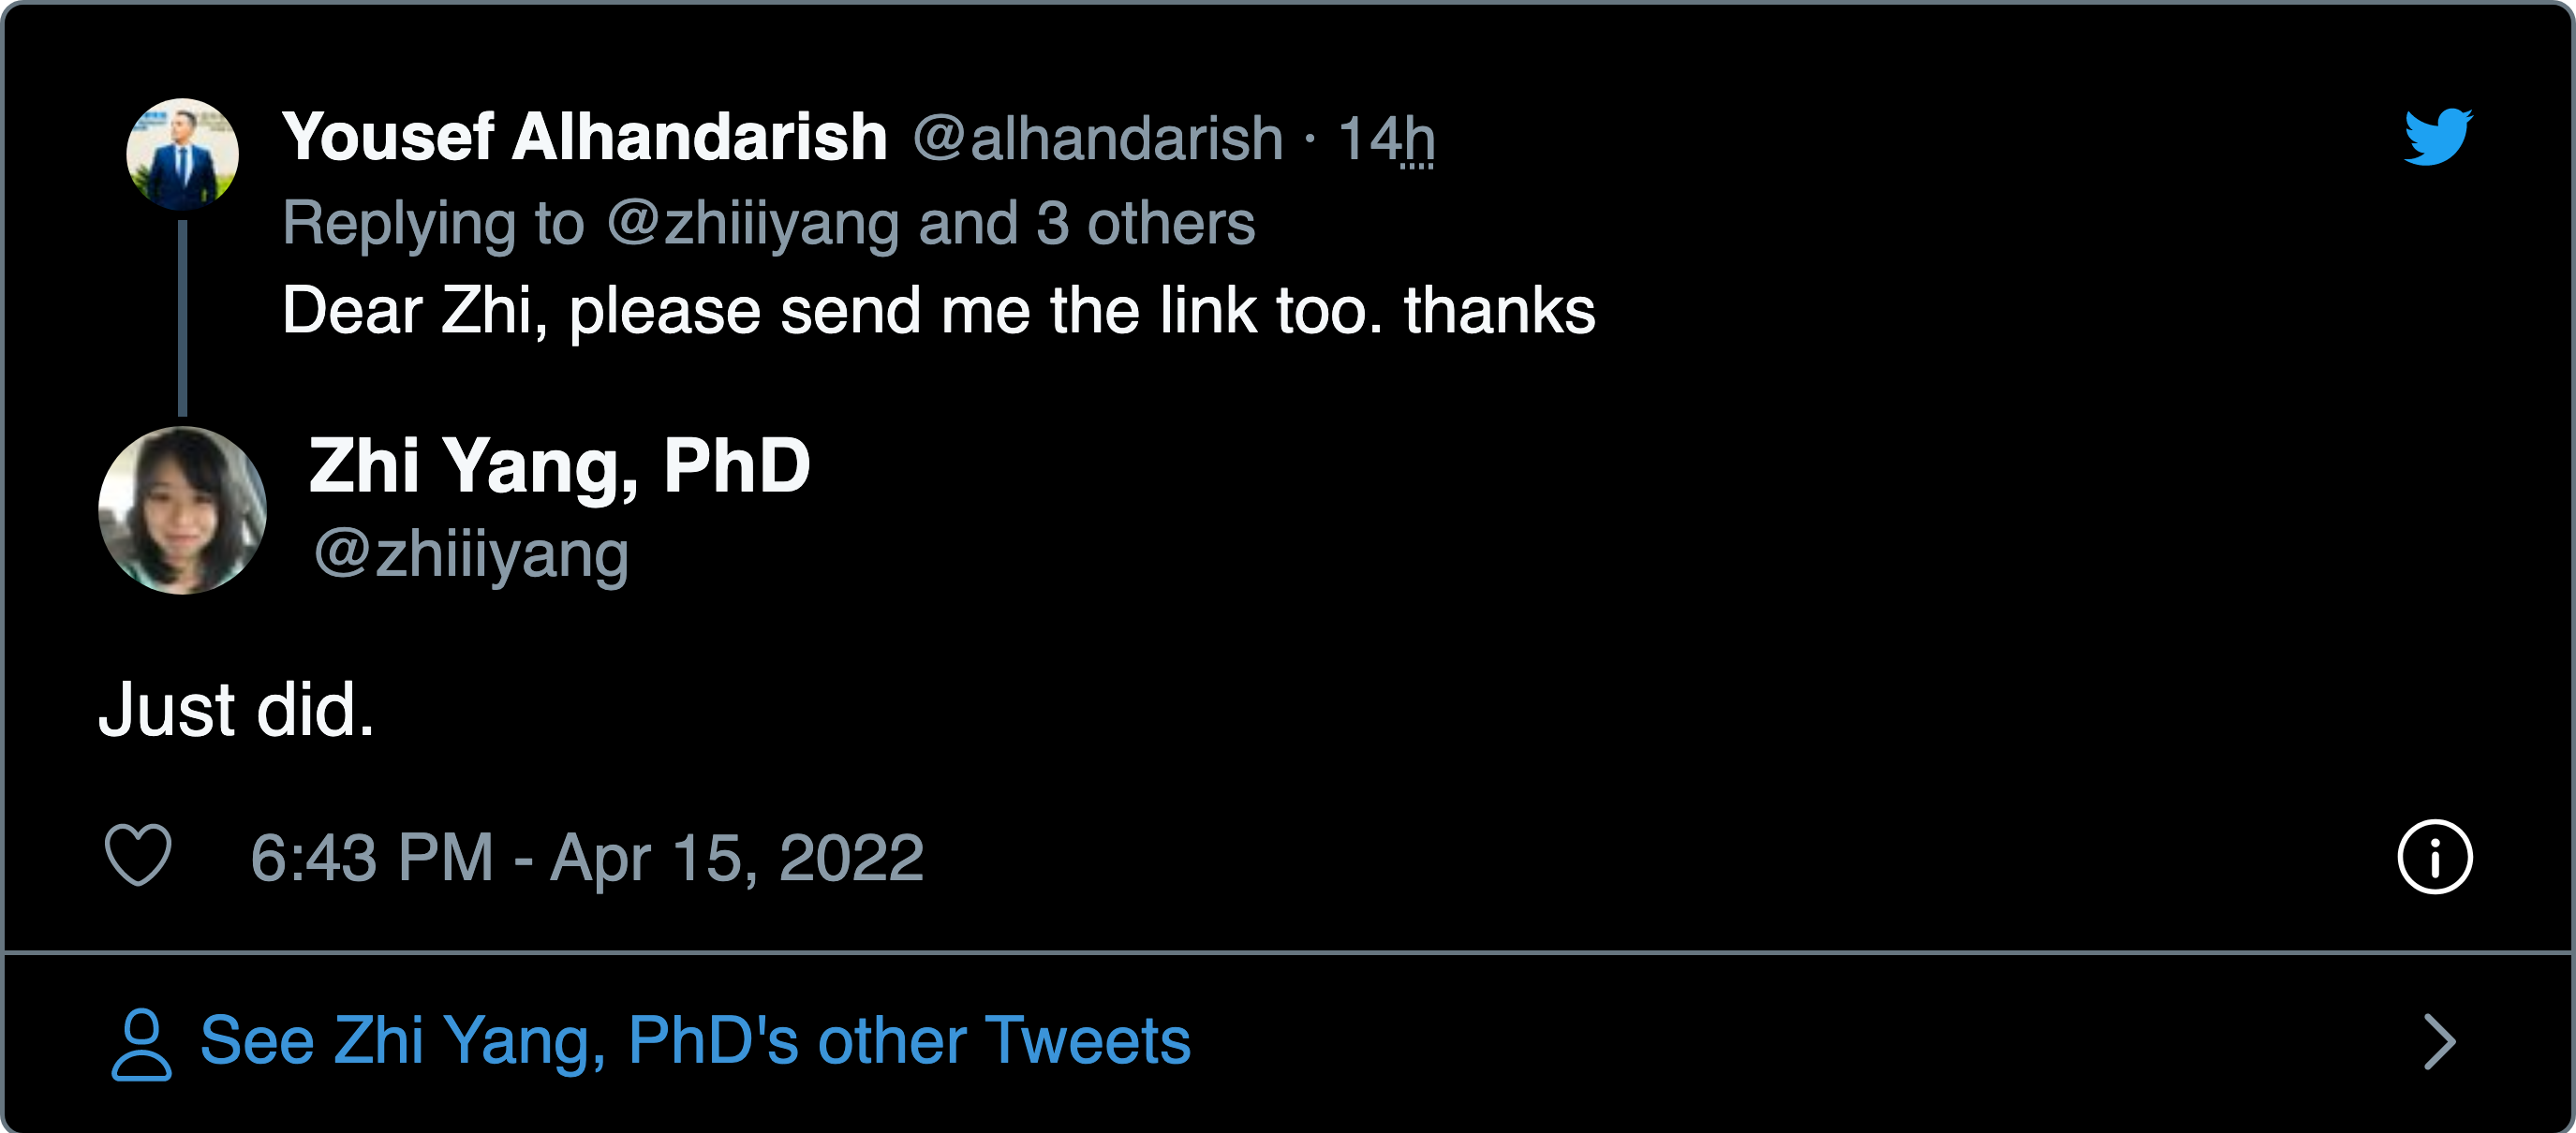 Yousef Alhandarish @alhandarish · 14h
Replying to @zhiiiyang and 3 others
Dear Zhi, please send me the link too. thanks
Zhi Yang, PhD
@zhiiiyang
Just did.
6:43 PM - Apr 15, 2022
See Zhi Yang, PhD's other Tweets